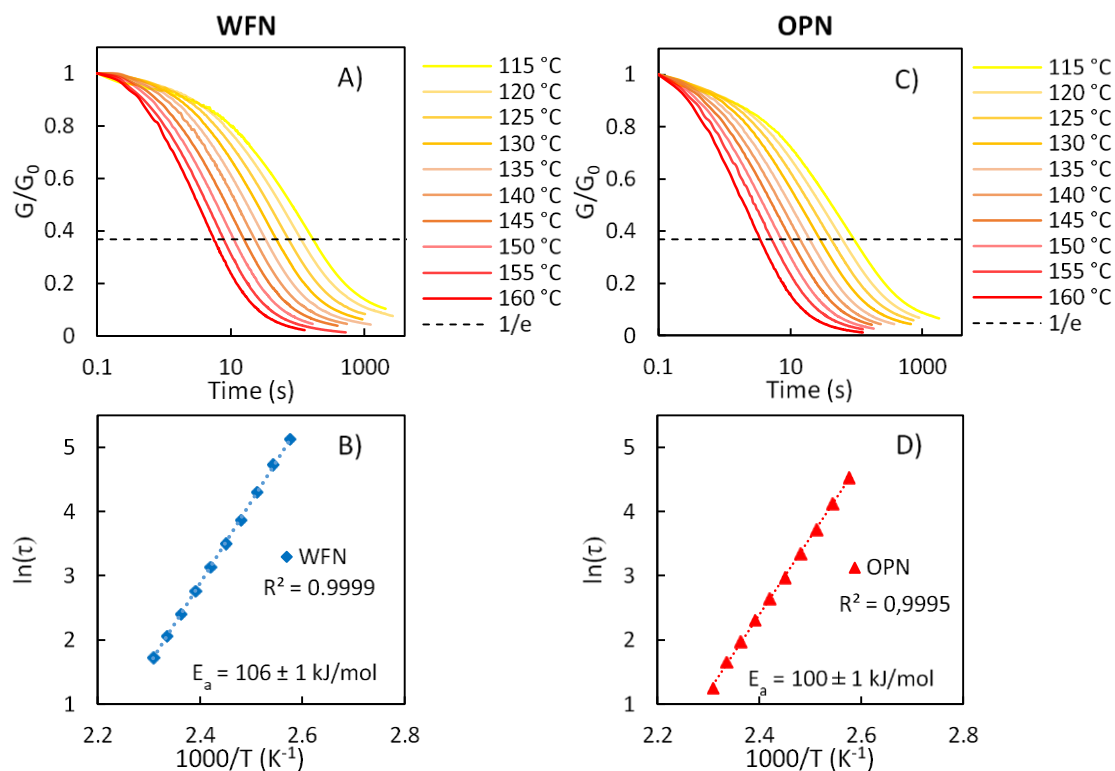 WFN
A)
G/G₀
1
0.8
0.6
0.4
0.2
0
0.1
10
1000
Time (s)
115 °C
120 °C
125 °C
130 °C
135 °C
140 °C
145 °C
150 °C
155 °C
160 °C
1/e
OPN
C)
G/G₀
1
0.8
0.6
0.4
0.2
0
0.1
10
1000
Time (s)
115 °C
120 °C
125 °C
130 °C
135 °C
140 °C
145 °C
150 °C
155 °C
160 °C
1/e
B)
ln(τ)
5
4
3
2
1
WFN
R² = 0.9999
Eₐ = 106 ± 1 kJ/mol
2.2
2.4
2.6
2.8
1000/T (K⁻¹)
D)
ln(τ)
5
4
3
2
1
OPN
R² = 0,9995
Eₐ = 100 ± 1 kJ/mol
2.2
2.4
2.6
2.8
1000/T (K⁻¹)